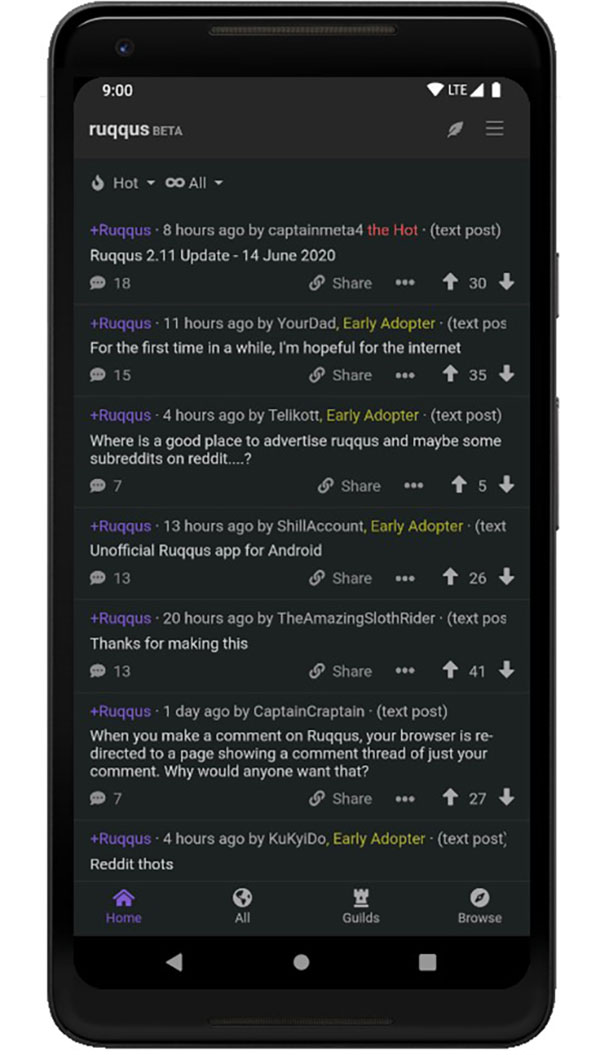 9:00 LTE
ruqqus BETA
Hot All
+Ruqqus · 8 hours ago by captainmeta4 the Hot · (text post)
Ruqqus 2.11 Update - 14 June 2020
18 Share ••• 30
+Ruqqus · 11 hours ago by YourDad, Early Adopter · (text pos
For the first time in a while, I'm hopeful for the internet
15 Share ••• 35
+Ruqqus · 4 hours ago by Telikott, Early Adopter · (text post)
Where is a good place to advertise ruqqus and maybe some
subreddits on reddit....?
7 Share ••• 5
+Ruqqus · 13 hours ago by ShillAccount, Early Adopter · (text
Unofficial Ruqqus app for Android
13 Share ••• 26
+Ruqqus · 20 hours ago by TheAmazingSlothRider · (text pos
Thanks for making this
13 Share ••• 41
+Ruqqus · 1 day ago by CaptainCraptain · (text post)
When you make a comment on Ruqqus, your browser is re-
directed to a page showing a comment thread of just your
comment. Why would anyone want that?
7 Share ••• 27
+Ruqqus · 4 hours ago by KuKyiDo, Early Adopter · (text post)
Reddit thots
Home All Guilds Browse